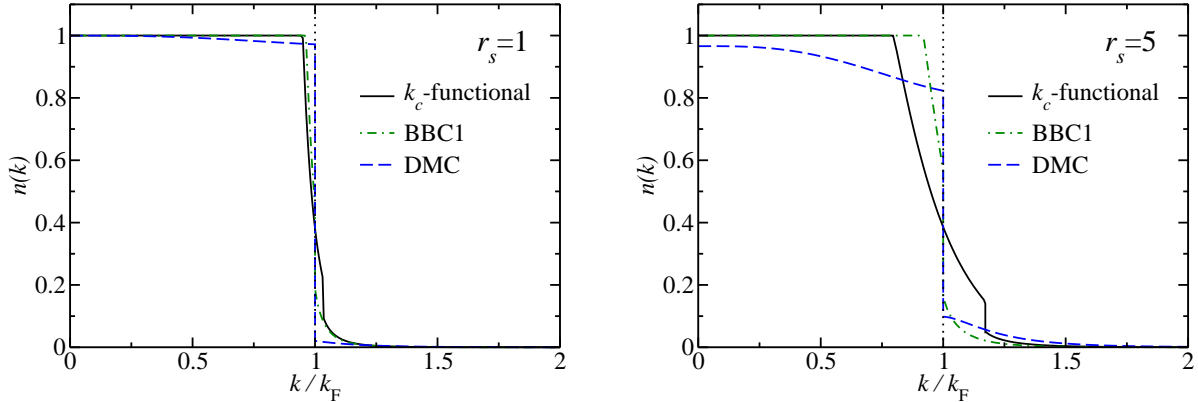 1
0.8
0.6
0.4
0.2
0
n(k)
r_s=1
k_c-functional
BBC1
DMC
0 0.5 1 1.5 2
k / k_F
1
0.8
0.6
0.4
0.2
0
n(k)
r_s=5
k_c-functional
BBC1
DMC
0 0.5 1 1.5 2
k / k_F